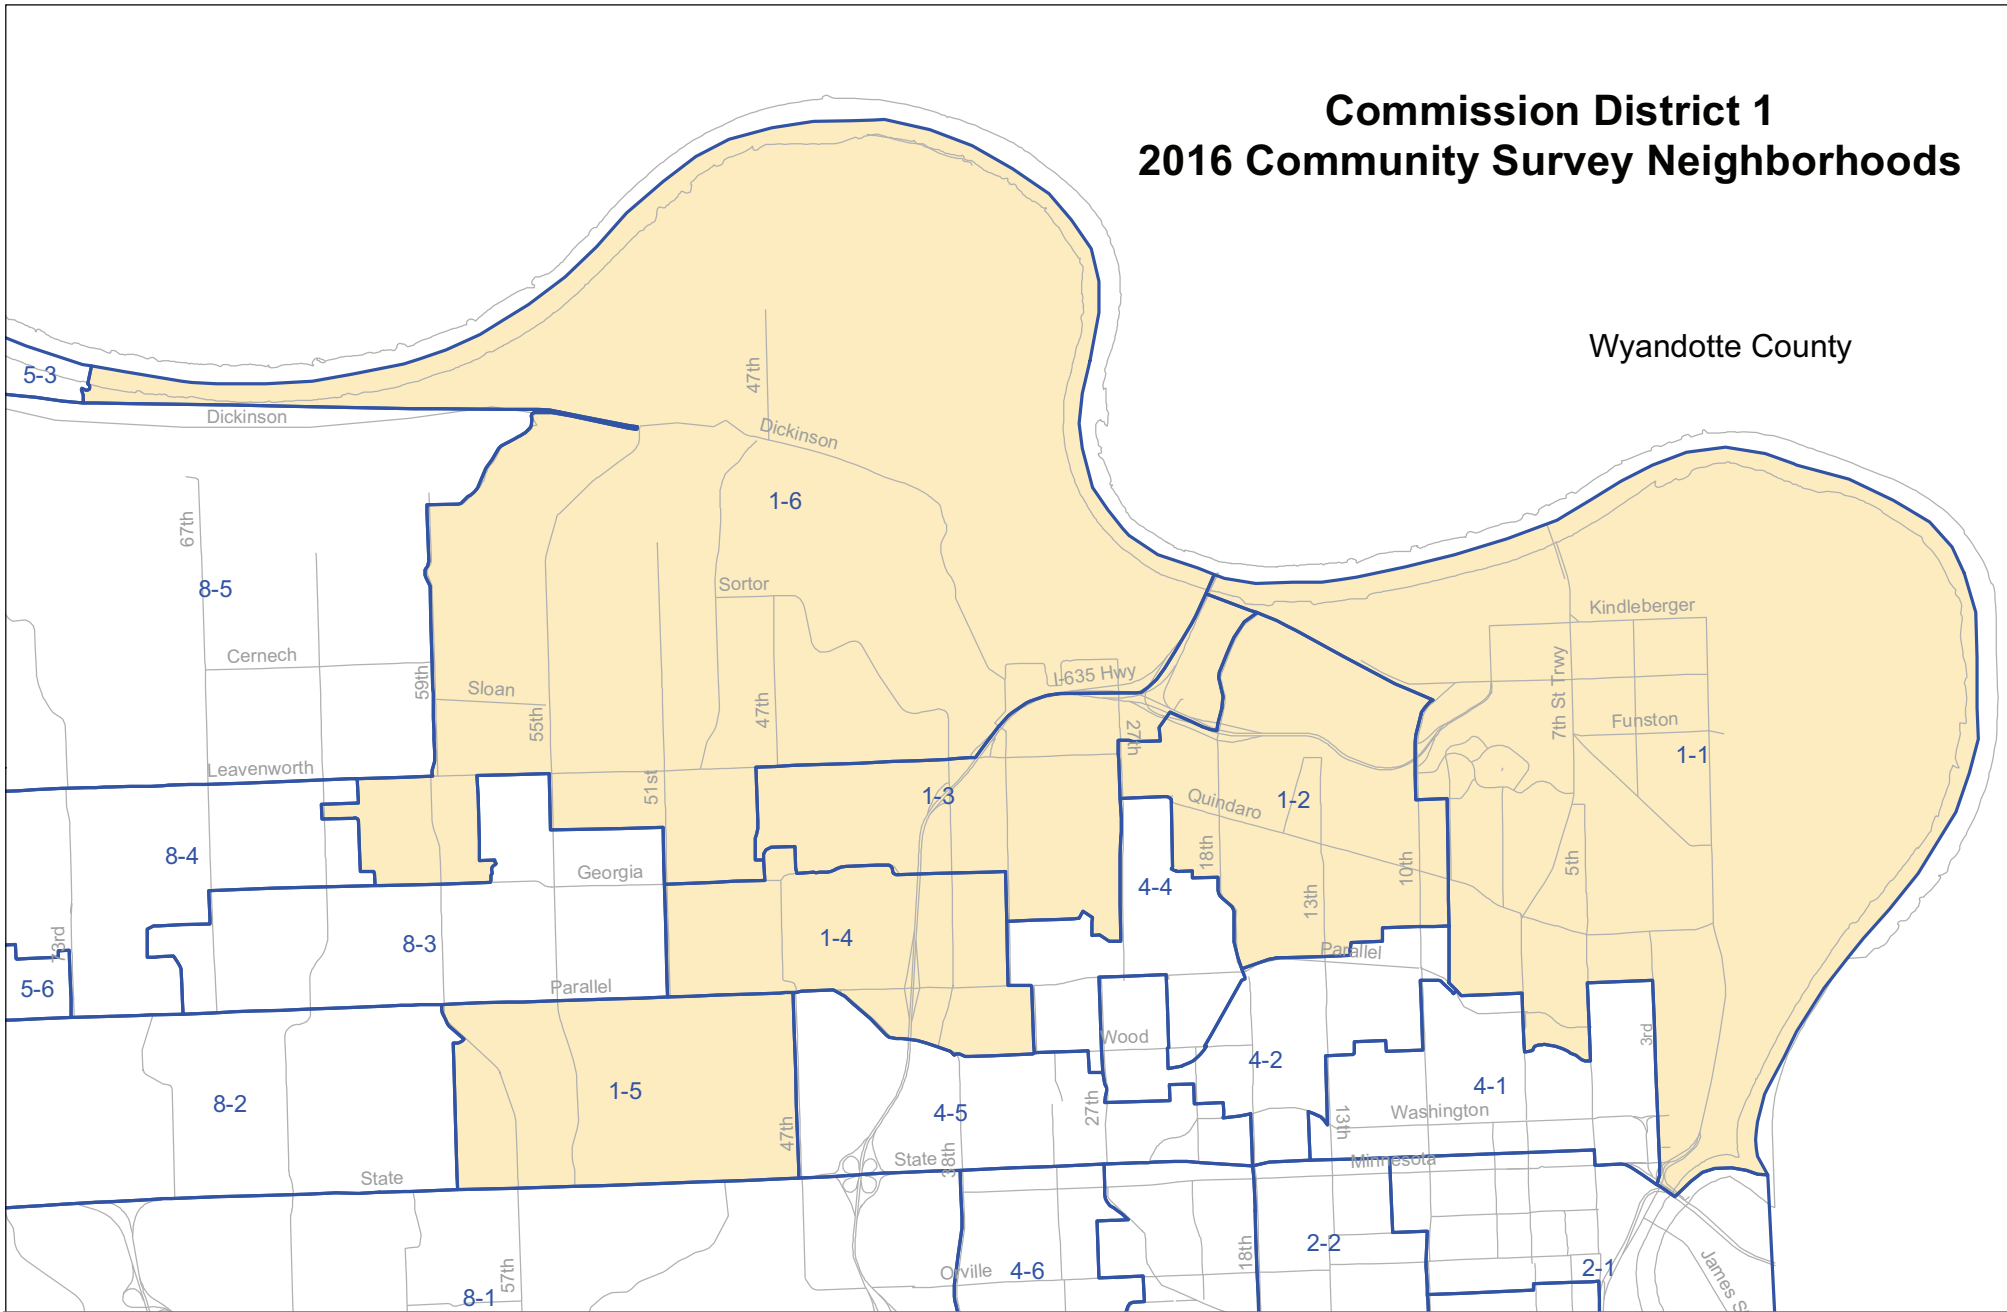 Commission District 1
2016 Community Survey Neighborhoods
Wyandotte County
5-3
Dickinson
47th
Dickinson
1-6
67th
8-5
Sortor
Kindleberger
Cernech
59th
Sloan
55th
47th
I-635 Hwy
27th
7th St Trwy
Funston
1-1
Leavenworth
51st
1-3
Quindaro
1-2
8-4
Georgia
18th
10th
5th
4-4
13th
73rd
8-3
1-4
Parallel
5-6
Parallel
Wood
3rd
4-2
8-2
1-5
4-5
27th
4-1
Washington
13th
47th
State
38th
State
Minnesota
18th
2-2
57th
Orville
4-6
2-1
8-1
James S